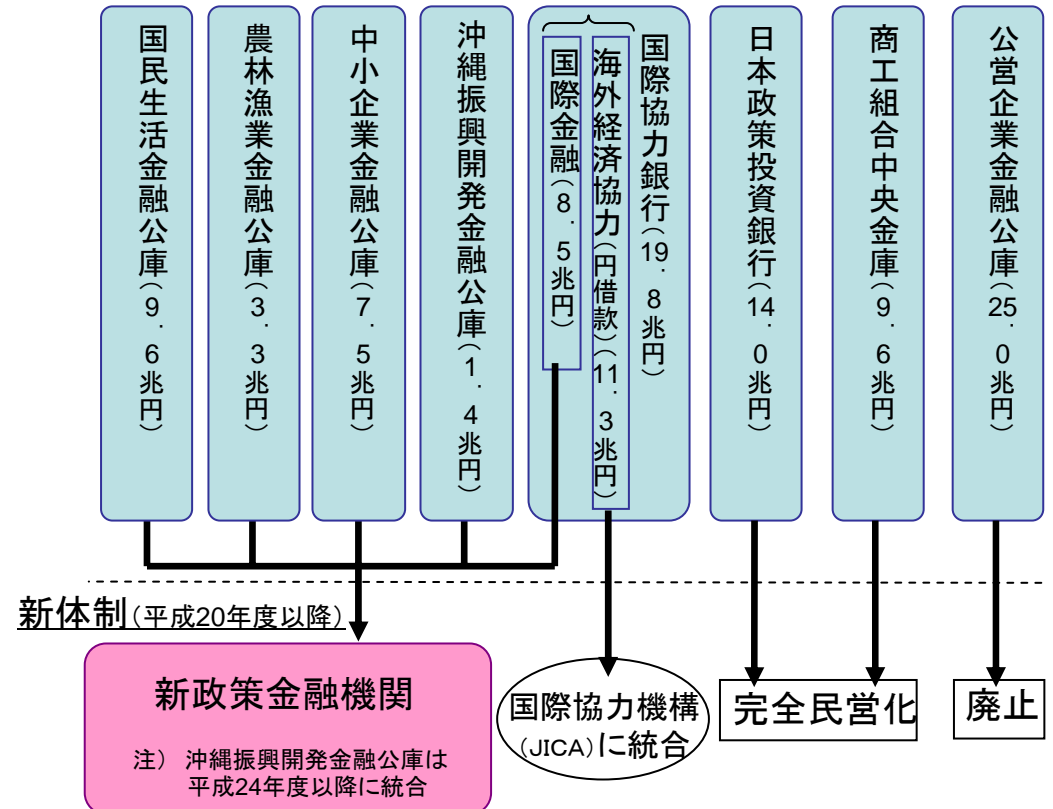 国民生活金融公庫（9．6兆円）
農林漁業金融公庫（3．3兆円）
中小企業金融公庫（7．5兆円）
沖縄振興開発金融公庫（1．4兆円）
国際協力銀行（19．8兆円）
海外経済協力（円借款）（11．3兆円）
国際金融（8．5兆円）
日本政策投資銀行（14．0兆円）
商工組合中央金庫（9．6兆円）
公営企業金融公庫（25．0兆円）
新体制（平成20年度以降）
新政策金融機関
注） 沖縄振興開発金融公庫は
平成24年度以降に統合
国際協力機構
（JICA）に統合
完全民営化
廃止